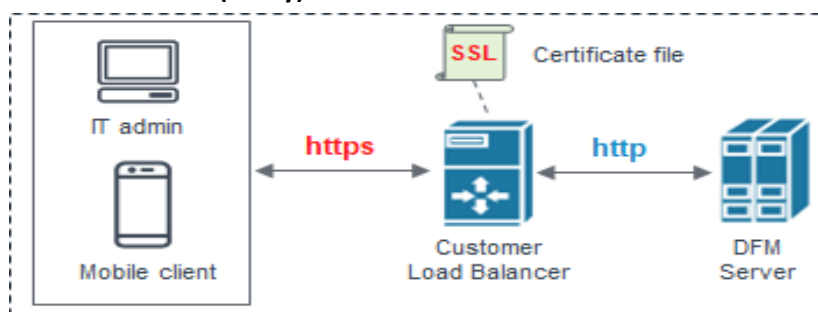 SSL
Certificate file
IT admin
https
http
Mobile client
Customer
Load Balancer
DFM
Server